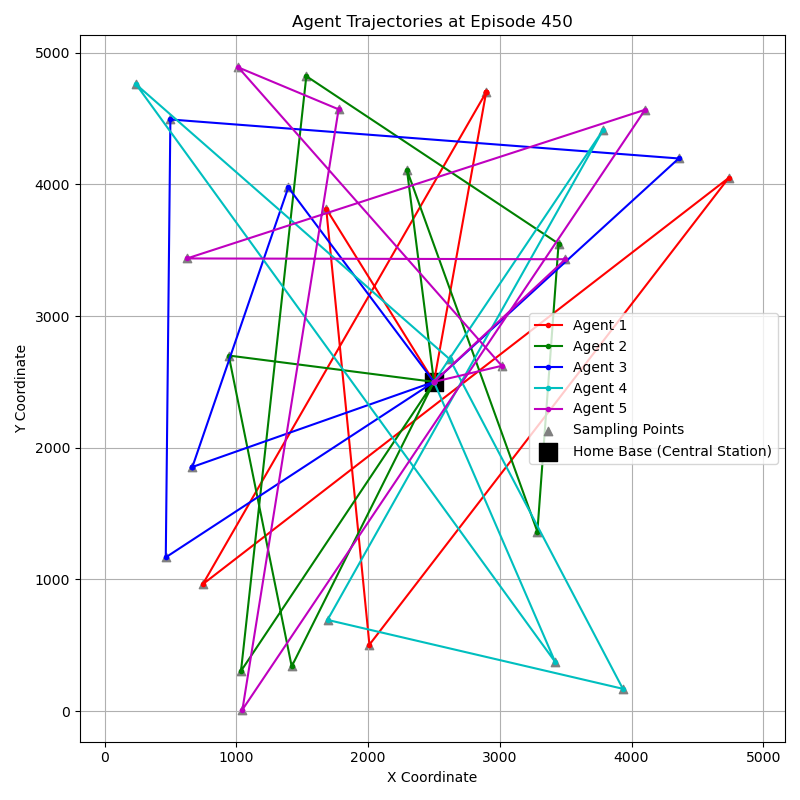 Agent Trajectories at Episode 450
5000
4000
3000
2000
1000
0
Y Coordinate
Agent 1
Agent 2
Agent 3
Agent 4
Agent 5
Sampling Points
Home Base (Central Station)
0 1000 2000 3000 4000 5000
X Coordinate